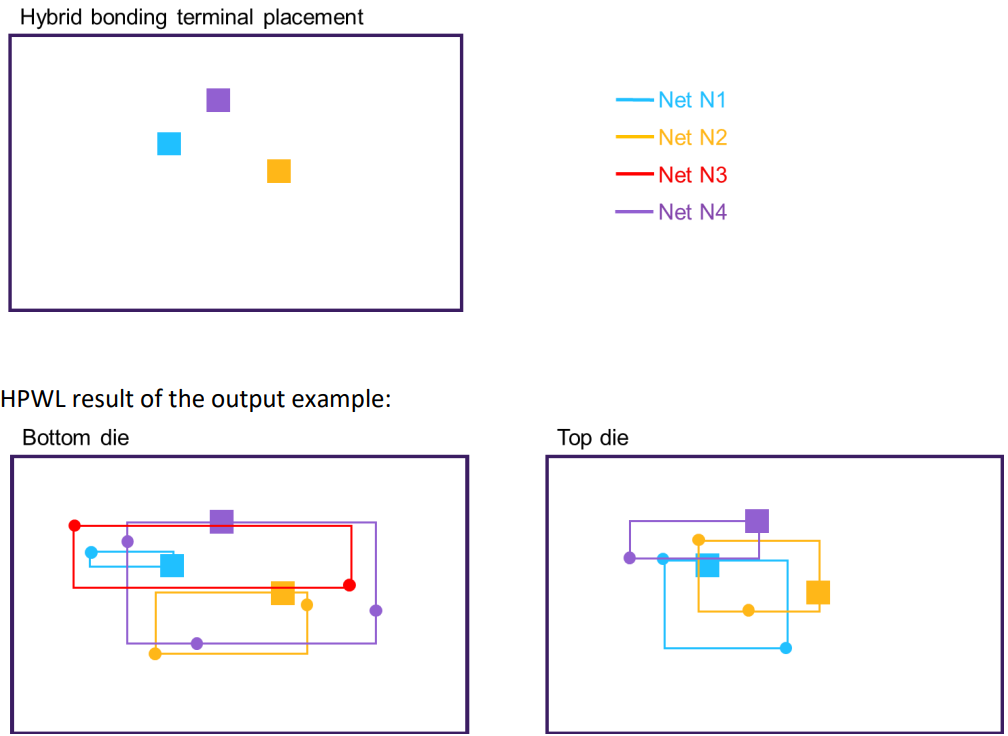 Hybrid bonding terminal placement
Net N1
Net N2
Net N3
Net N4
HPWL result of the output example:
Bottom die
Top die